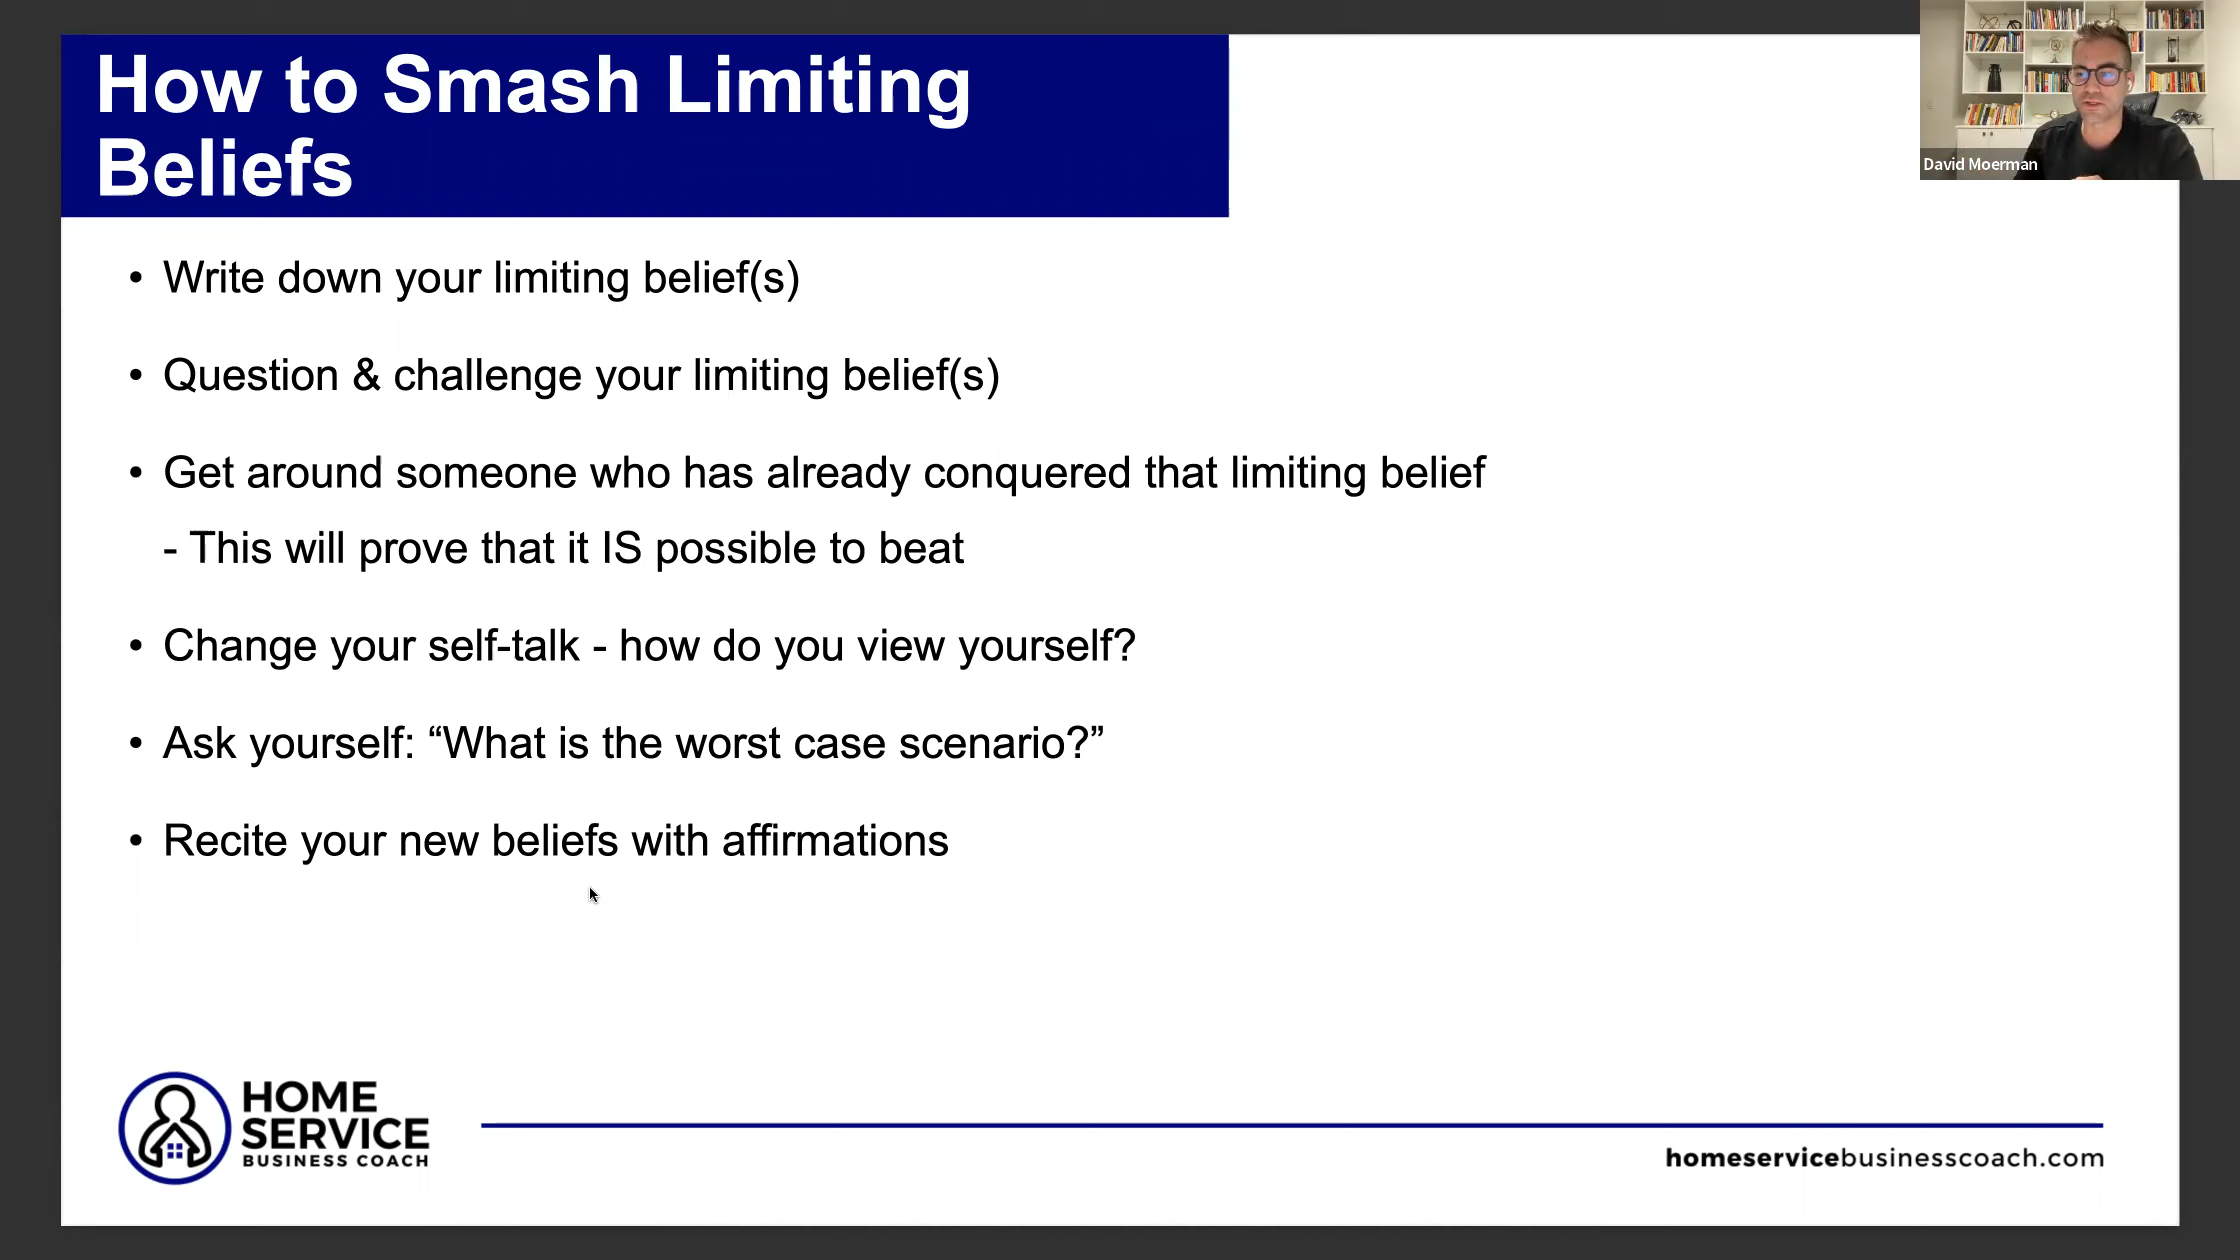 How to Smash Limiting
Beliefs
David Moerman
• Write down your limiting belief(s)
• Question & challenge your limiting belief(s)
• Get around someone who has already conquered that limiting belief
- This will prove that it IS possible to beat
• Change your self-talk - how do you view yourself?
• Ask yourself: “What is the worst case scenario?”
• Recite your new beliefs with affirmations
HOME
SERVICE
BUSINESS COACH
homeservicebusinesscoach.com